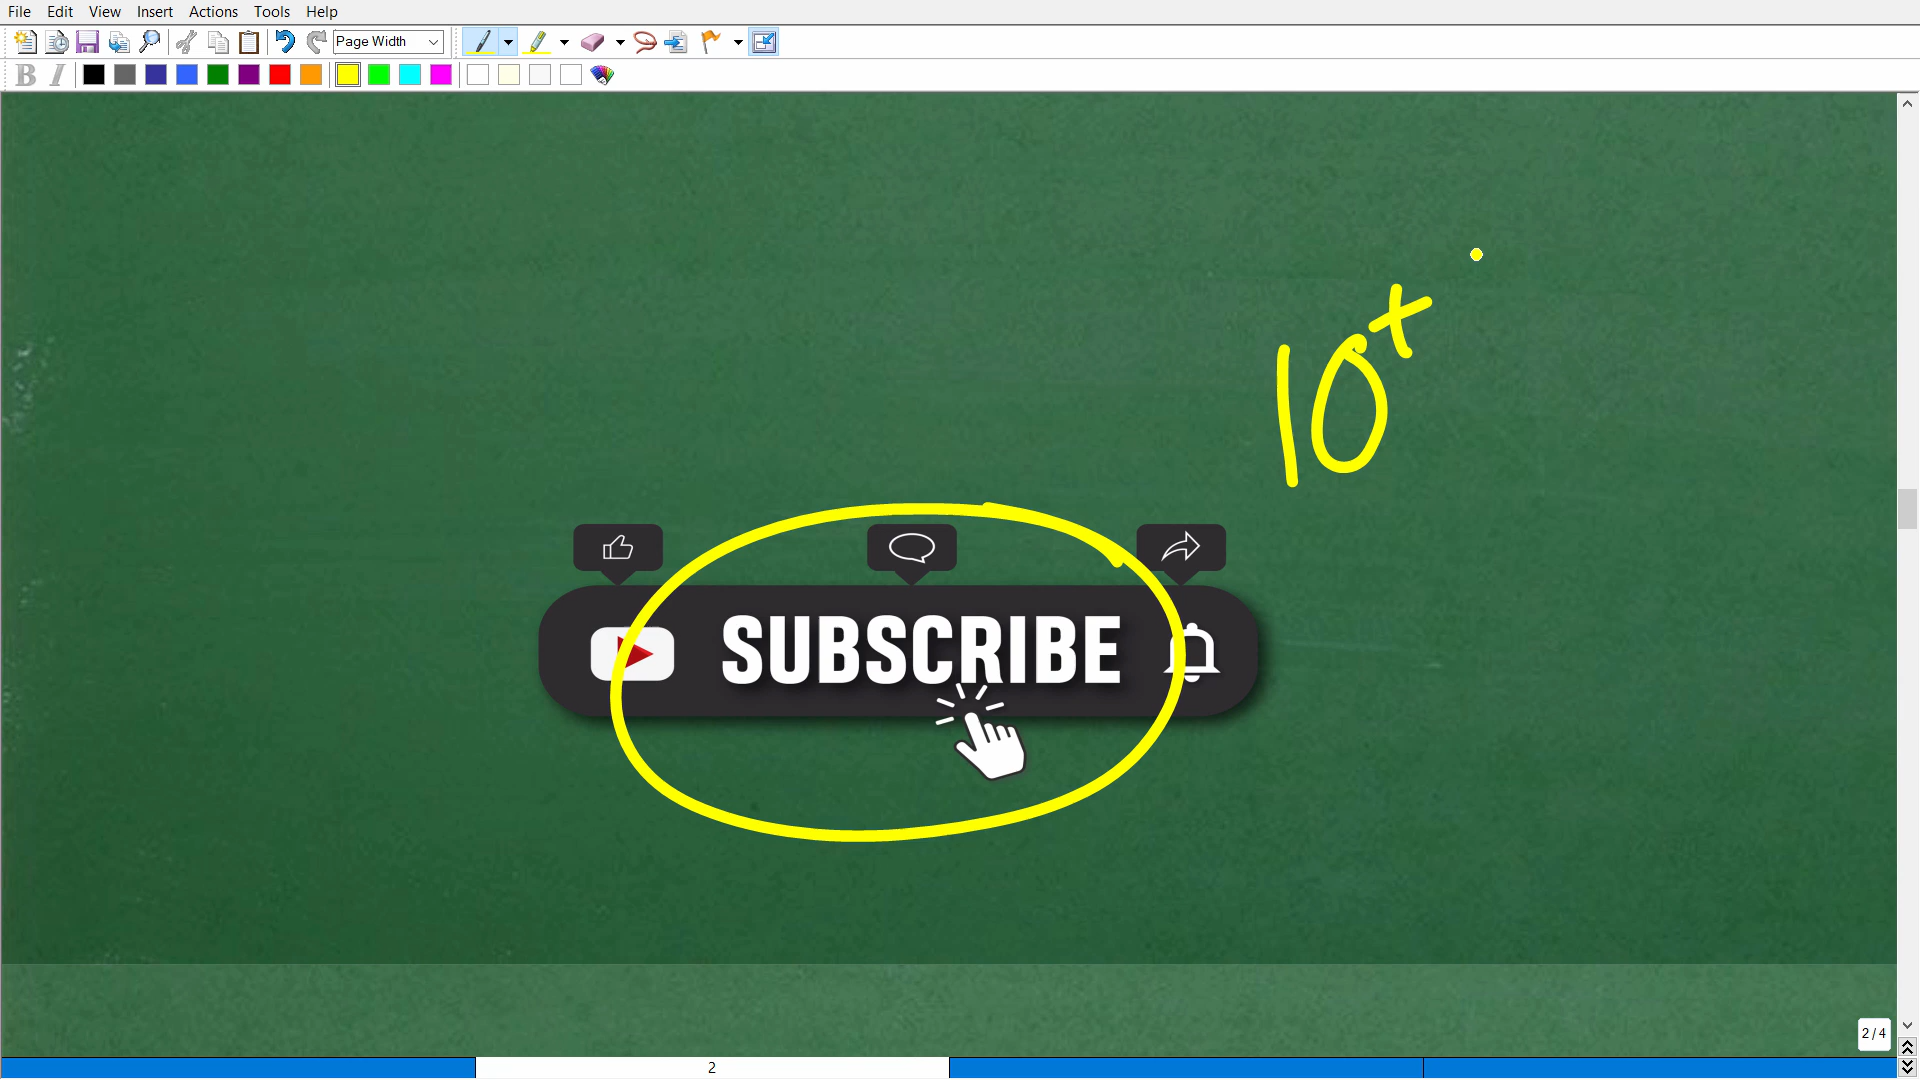 File Edit View Insert Actions Tools Help
Page Width
B I
10+
SUBSCRIBE
2 / 4
2